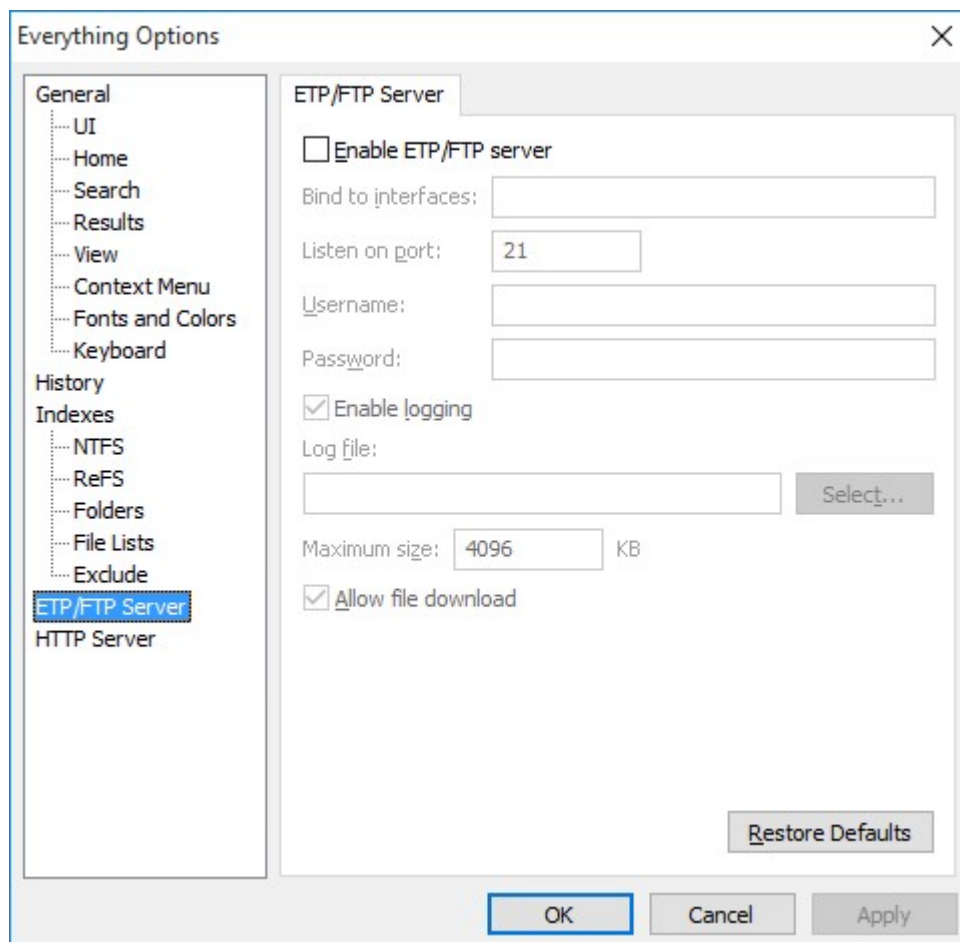 Everything Options
General
UI
Home
Search
Results
View
Context Menu
Fonts and Colors
Keyboard
History
Indexes
NTFS
ReFS
Folders
File Lists
Exclude
ETP/FTP Server
HTTP Server
ETP/FTP Server
Enable ETP/FTP server
Bind to interfaces:
Listen on port: 21
Username:
Password:
Enable logging
Log file:
Select...
Maximum size: 4096 KB
Allow file download
Restore Defaults
OK Cancel Apply